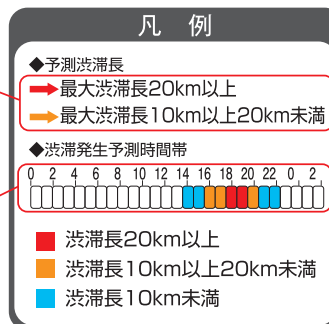 凡 例
◆予測渋滞長
最大渋滞長20km以上
最大渋滞長10km以上20km未満
◆渋滞発生予測時間帯
0 2 4 6 8 10 12 14 16 18 20 22 0 2
渋滞長20km以上
渋滞長10km以上20km未満
渋滞長10km未満